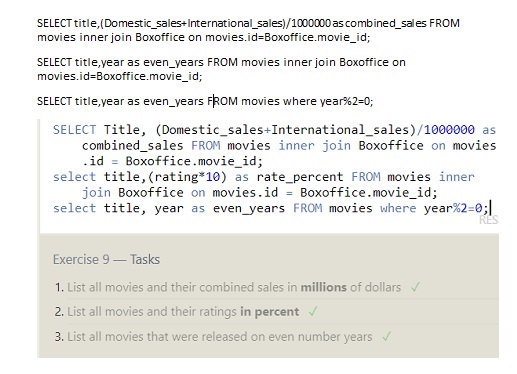 SELECT title,(Domestic_sales+International_sales)/1000000 as combined_sales FROM
movies inner join Boxoffice on movies.id=Boxoffice.movie_id;
SELECT title,year as even_years FROM movies inner join Boxoffice on
movies.id=Boxoffice.movie_id;
SELECT title,year as even_years FROM movies where year%2=0;
SELECT Title, (Domestic_sales+International_sales)/1000000 as
combined_sales FROM movies inner join Boxoffice on movies
.id = Boxoffice.movie_id;
select title,(rating*10) as rate_percent FROM movies inner
join Boxoffice on movies.id = Boxoffice.movie_id;
select title, year as even_years FROM movies where year%2=0;
RES
Exercise 9 — Tasks
1. List all movies and their combined sales in millions of dollars ✓
2. List all movies and their ratings in percent ✓
3. List all movies that were released on even number years ✓